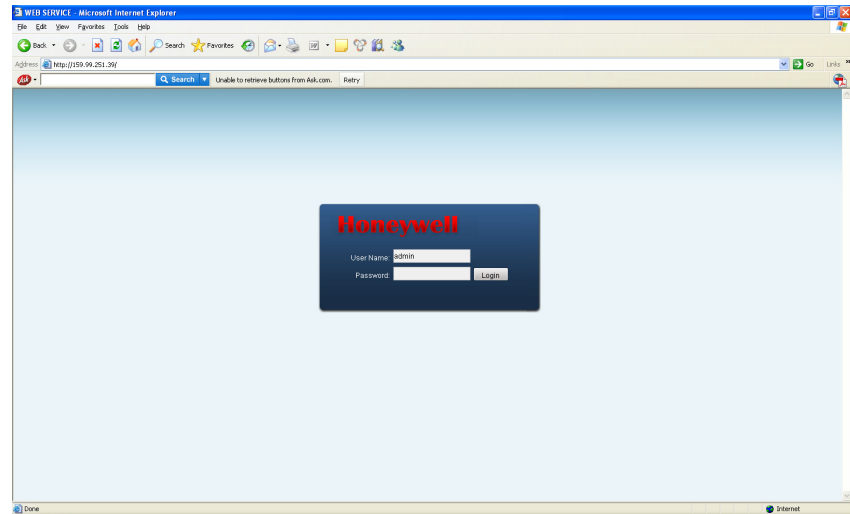 WEB SERVICE - Microsoft Internet Explorer
File Edit View Favorites Tools Help
Back Search Favorites
Address http://159.99.251.39/ Go Links »
Ask Search Unable to retrieve buttons from Ask.com. Retry
Honeywell
User Name: admin
Password: Login
Done Internet